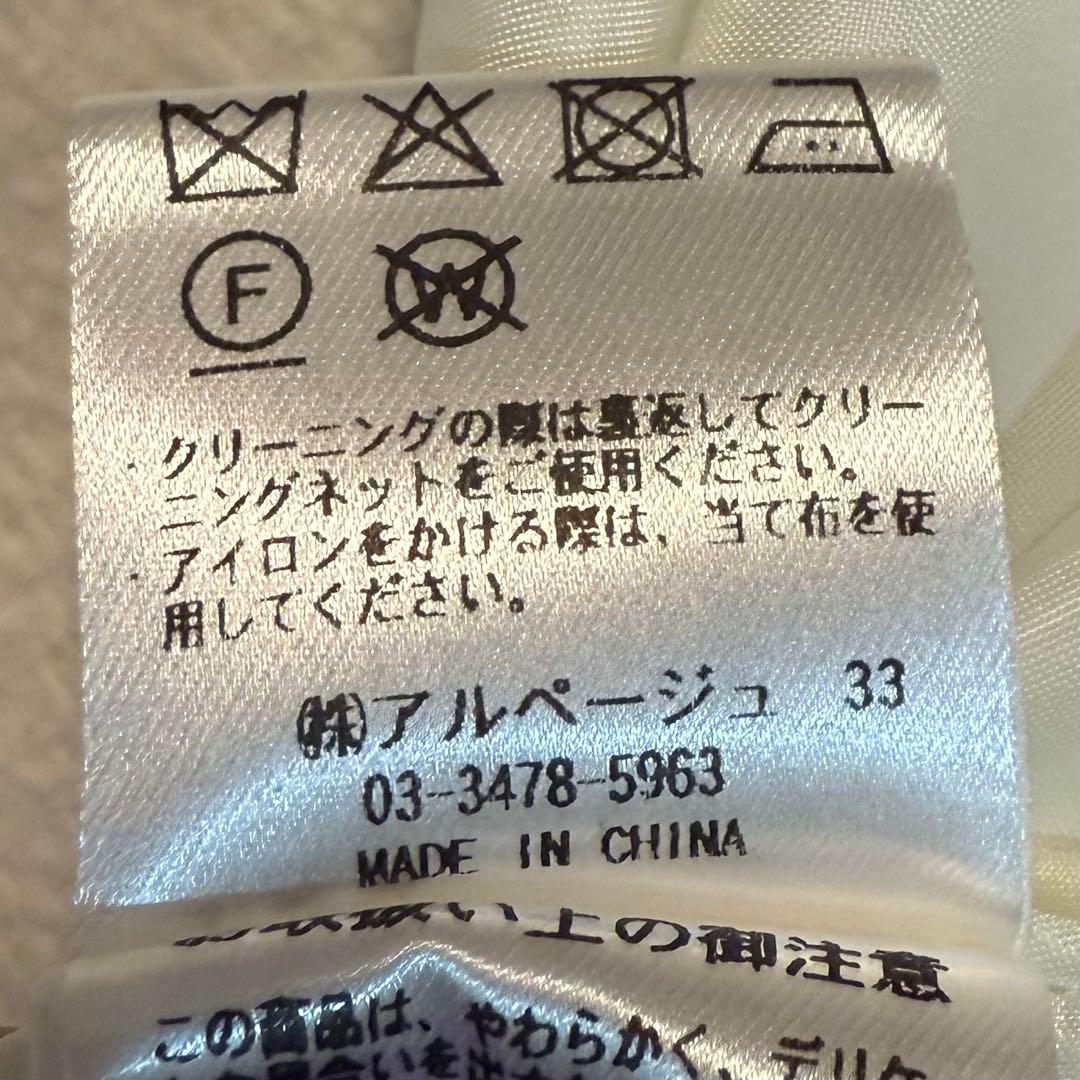 F
W
・クリーニングの際は裏返してクリー
ニングネットをご使用ください。
・アイロンをかける際は、当て布を使
用してください。
㈱アルページュ 33
03-3478-5963
MADE IN CHINA
い上の御注意
この商品は、やわらかく、デリケ